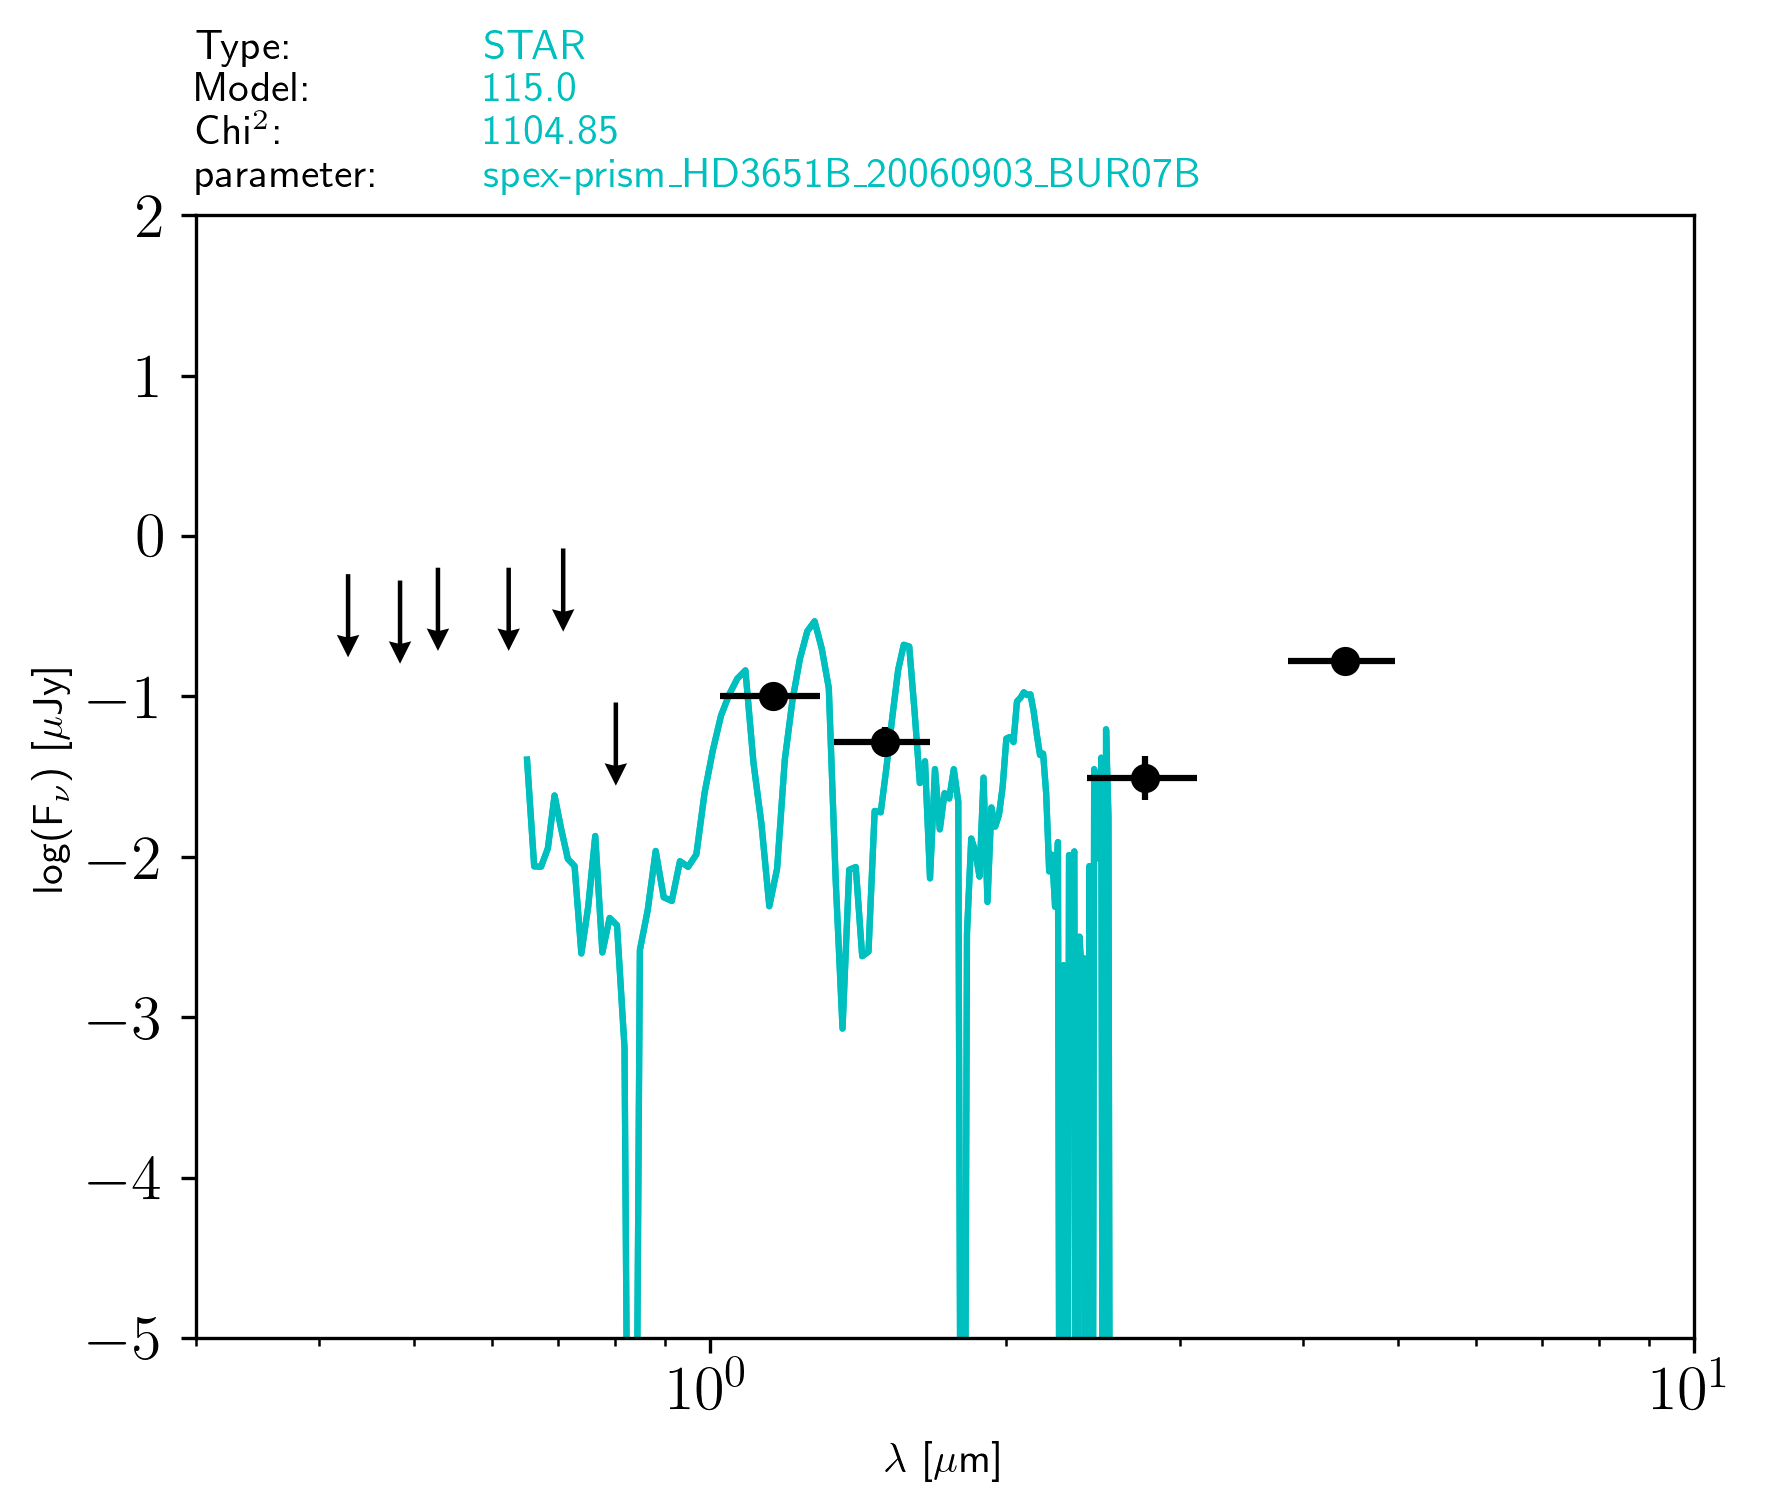 Type: STAR
Model: 115.0
Chi²: 1104.85
parameter: spex-prism_HD3651B_20060903_BUR07B
2
1
0
−1
−2
−3
−4
−5
log(Fν) [μJy]
10⁰ 10¹
λ [μm]